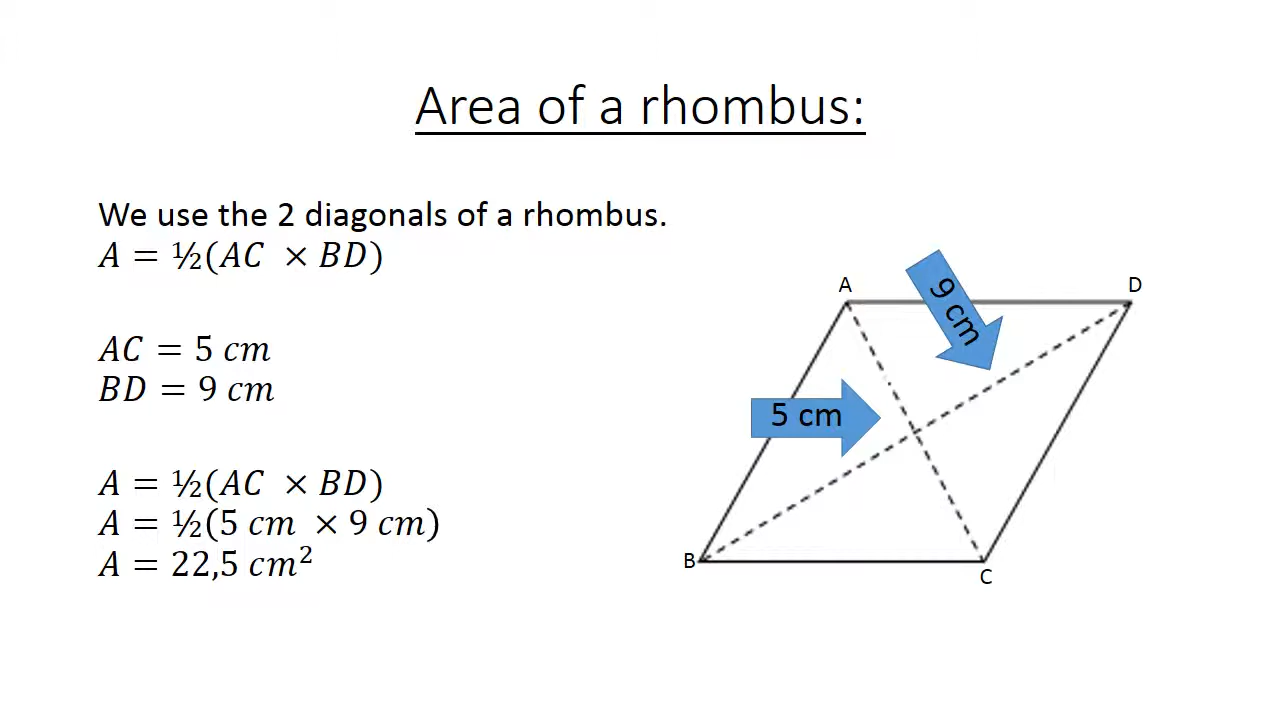 Area of a rhombus:
We use the 2 diagonals of a rhombus.
A = ½(AC × BD)
AC = 5 cm
BD = 9 cm
A = ½(AC × BD)
A = ½(5 cm × 9 cm)
A = 22,5 cm²
A
D
9 cm
5 cm
B
C